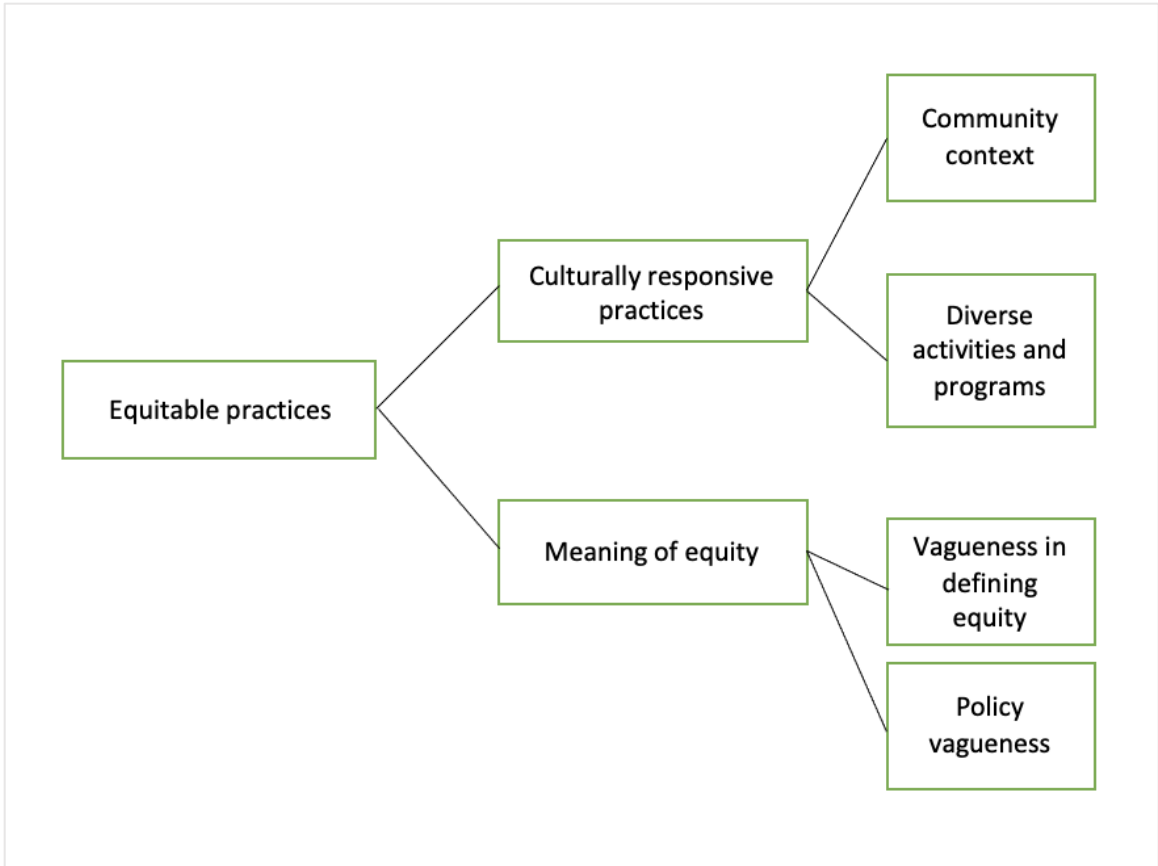 Community
context
Culturally responsive
practices
Diverse
activities and
programs
Equitable practices
Meaning of equity
Vagueness in
defining
equity
Policy
vagueness